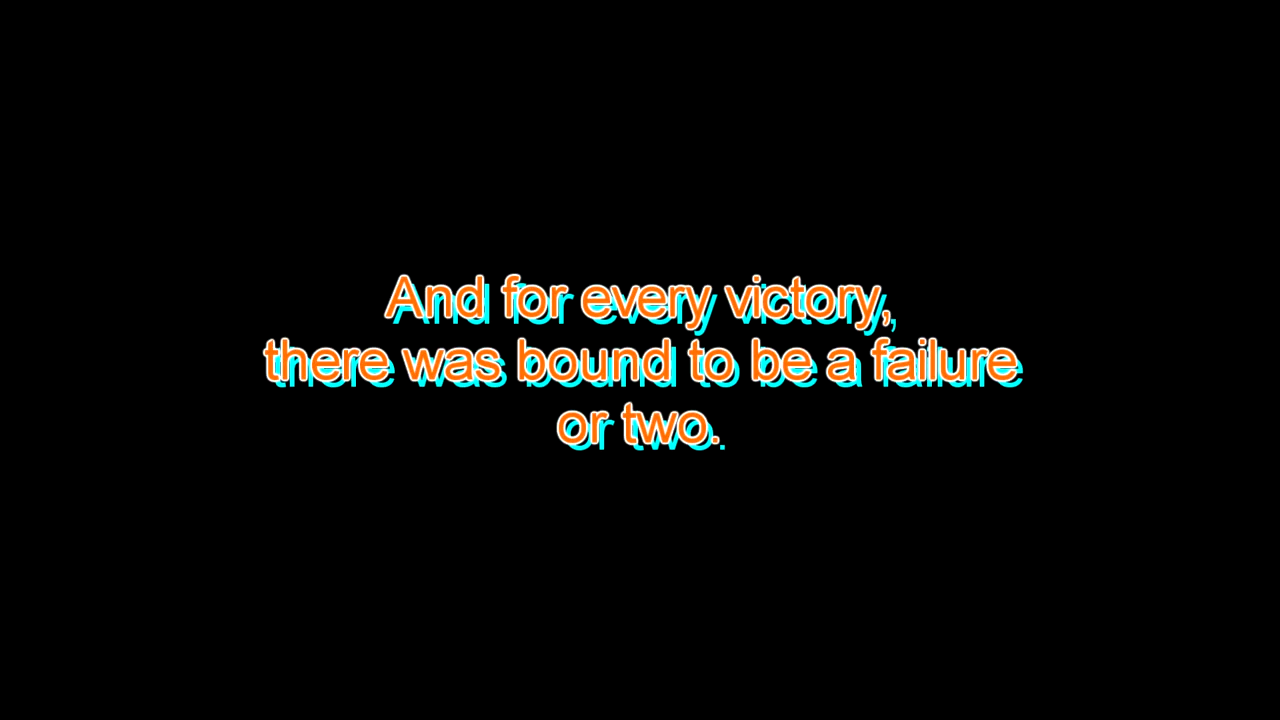 And for every victory,
there was bound to be a failure
or two.